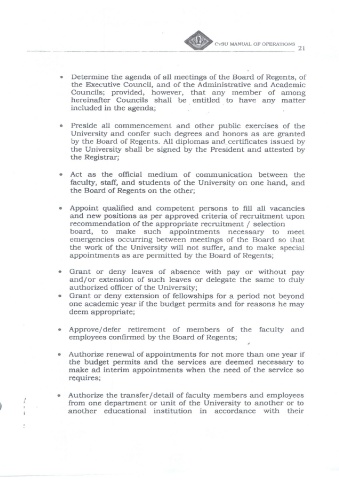 CvSU MANUAL OF OPERATIONS 21
• Determine the agenda of all meetings of the Board of Regents, of
the Executive Council, and of the Administrative and Academic
Councils; provided, however, that any member of among
hereinafter Councils shall be entitled to have any matter
included in the agenda;
• Preside all commencement and other public exercises of the
University and confer such degrees and honors as are granted
by the Board of Regents. All diplomas and certificates issued by
the University shall be signed by the President and attested by
the Registrar;
• Act as the official medium of communication between the
faculty, staff, and students of the University on one hand, and
the Board of Regents on the other;
• Appoint qualified and competent persons to fill all vacancies
and new positions as per approved criteria of recruitment upon
recommendation of the appropriate recruitment / selection
board, to make such appointments necessary to meet
emergencies occurring between meetings of the Board so that
the work of the University will not suffer, and to make special
appointments as are permitted by the Board of Regents;
• Grant or deny leaves of absence with pay or without pay
and/or extension of such leaves or delegate the same to duly
authorized officer of the University;
• Grant or deny extension of fellowships for a period not beyond
one academic year if the budget permits and for reasons he may
deem appropriate;
• Approve/defer retirement of members of the faculty and
employees confirmed by the Board of Regents;
• Authorize renewal of appointments for not more than one year if
the budget permits and the services are deemed necessary to
make ad interim appointments when the need of the service so
requires;
• Authorize the transfer/detail of faculty members and employees
from one department or unit of the University to another or to
another educational institution in accordance with their